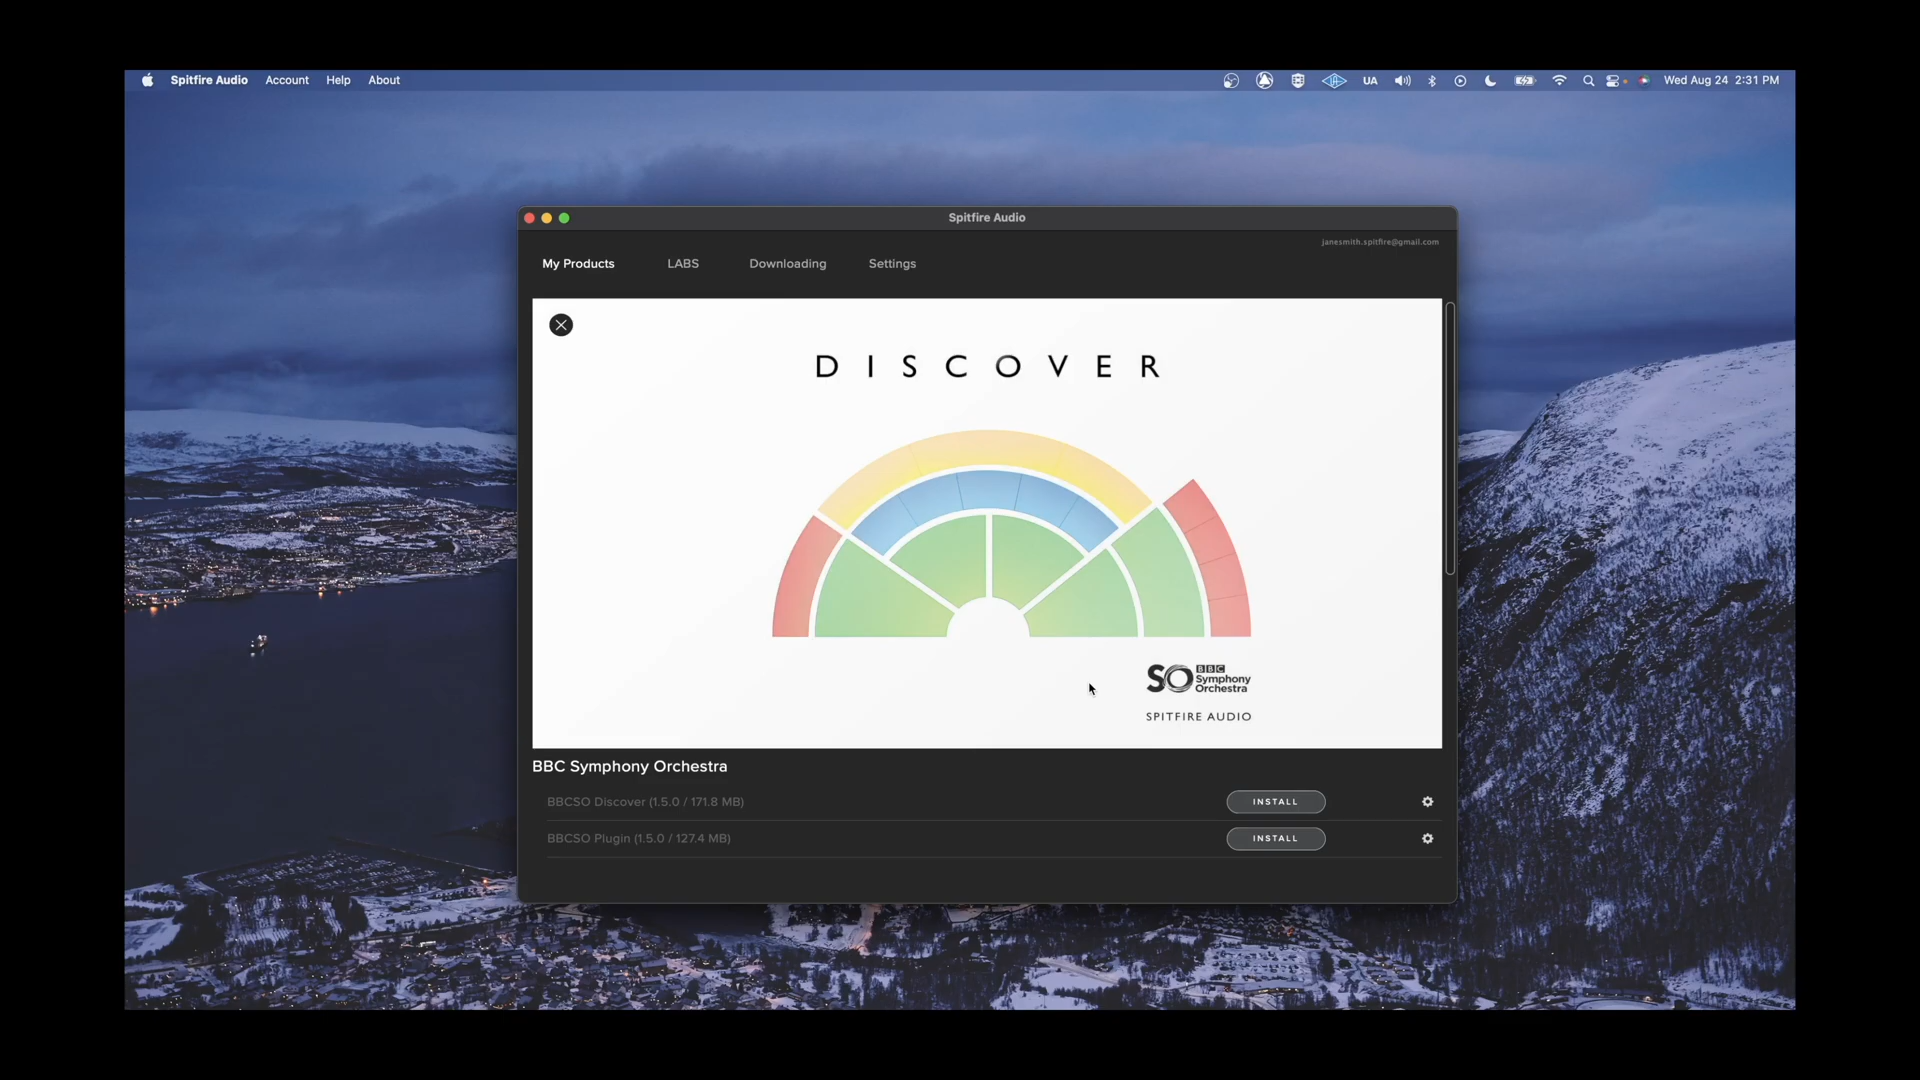 Spitfire Audio Account Help About UA Wed Aug 24 2:31 PM
Spitfire Audio
janesmith.spitfire@gmail.com
My Products LABS Downloading Settings
DISCOVER
SO BBC
Symphony
Orchestra
SPITFIRE AUDIO
BBC Symphony Orchestra
BBCSO Discover (1.5.0 / 171.8 MB) INSTALL
BBCSO Plugin (1.5.0 / 127.4 MB) INSTALL